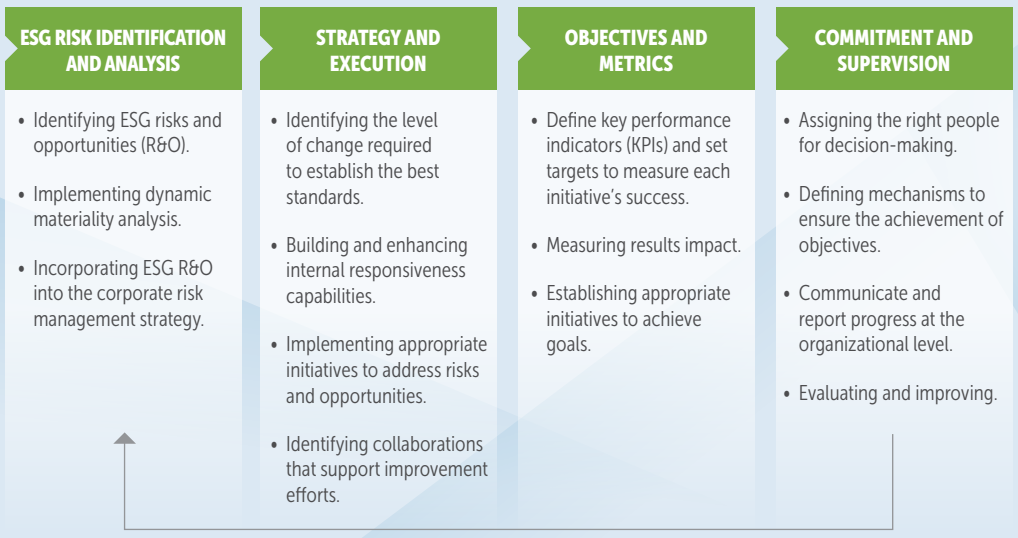 ESG RISK IDENTIFICATION
AND ANALYSIS
• Identifying ESG risks and
opportunities (R&O).
• Implementing dynamic
materiality analysis.
• Incorporating ESG R&O
into the corporate risk
management strategy.
STRATEGY AND
EXECUTION
• Identifying the level
of change required
to establish the best
standards.
• Building and enhancing
internal responsiveness
capabilities.
• Implementing appropriate
initiatives to address risks
and opportunities.
• Identifying collaborations
that support improvement
efforts.
OBJECTIVES AND
METRICS
• Define key performance
indicators (KPIs) and set
targets to measure each
initiative’s success.
• Measuring results impact.
• Establishing appropriate
initiatives to achieve
goals.
COMMITMENT AND
SUPERVISION
• Assigning the right people
for decision-making.
• Defining mechanisms to
ensure the achievement of
objectives.
• Communicate and
report progress at the
organizational level.
• Evaluating and improving.